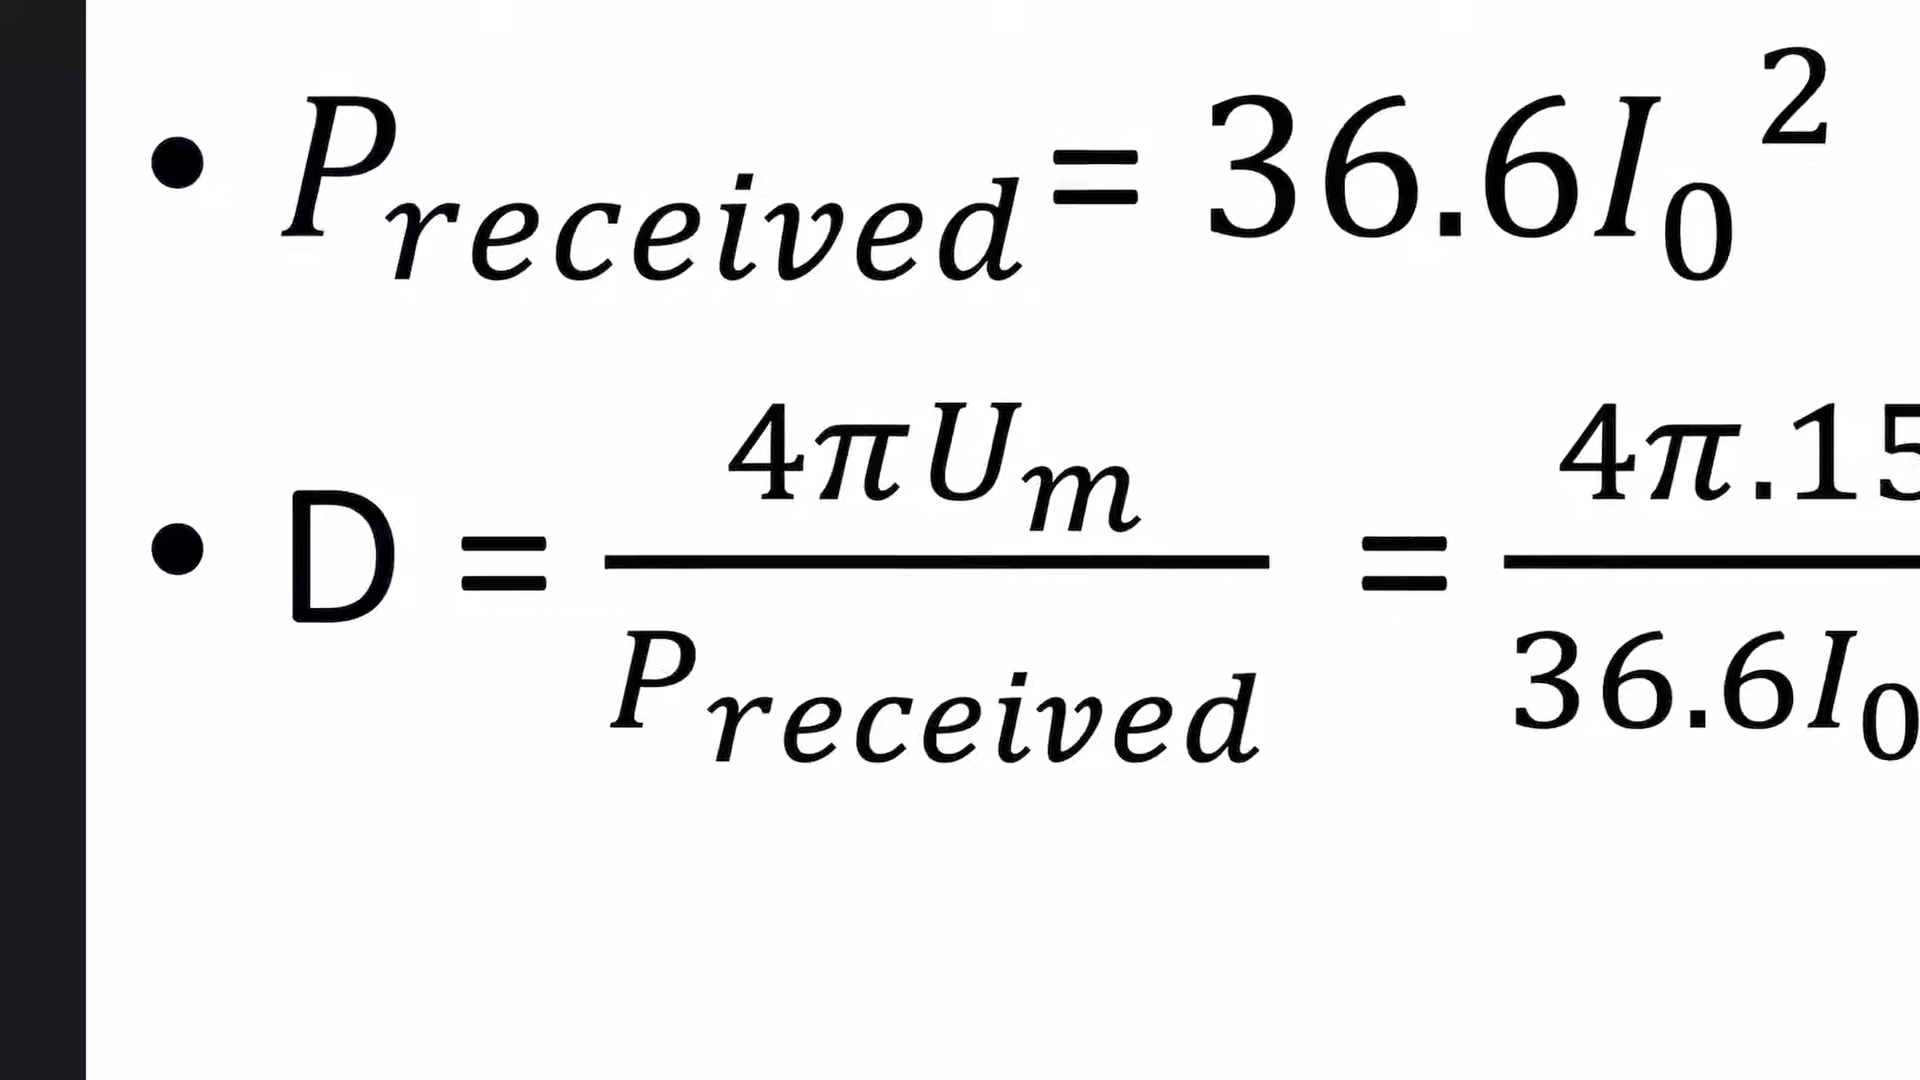 • P_received = 36.6I_0^2
• D = 4πU_m / P_received = 4π.15 / 36.6I_0